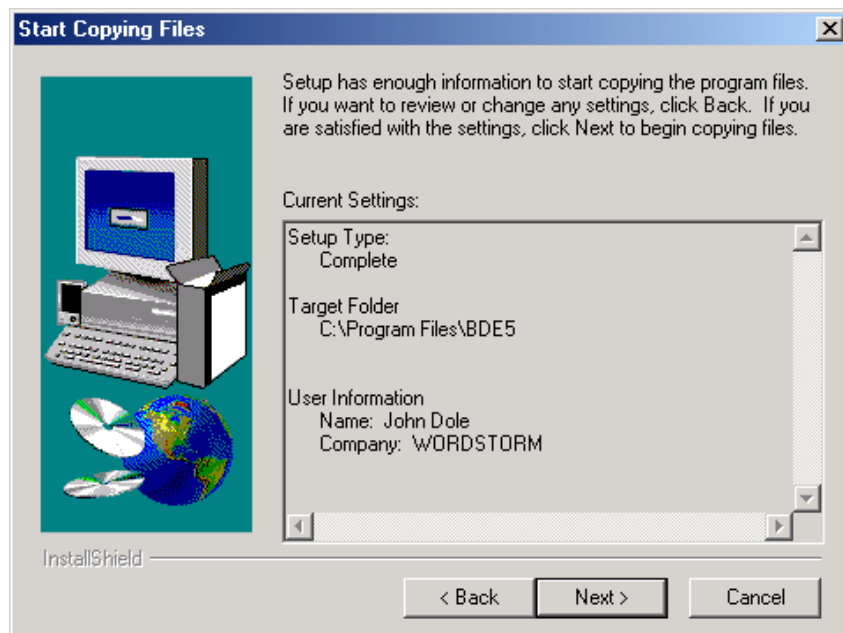 Start Copying Files
Setup has enough information to start copying the program files.
If you want to review or change any settings, click Back.  If you
are satisfied with the settings, click Next to begin copying files.
Current Settings:
Setup Type:
Complete
Target Folder
C:\Program Files\BDE5
User Information
Name:  John Dole
Company:  WORDSTORM
InstallShield
< Back
Next >
Cancel